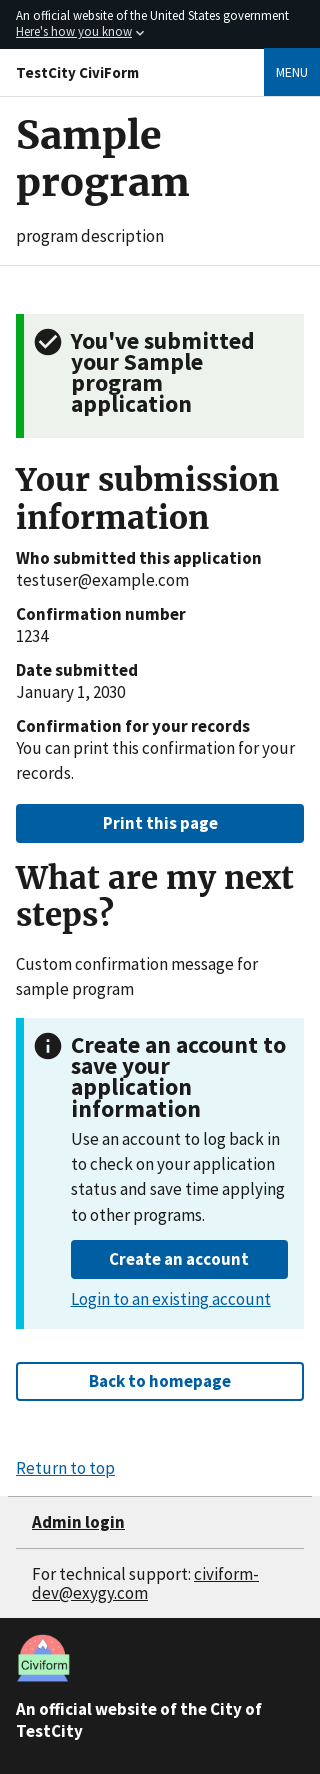 An official website of the United States government
Here's how you know
TestCity CiviForm
MENU
Sample
program
program description
You've submitted
your Sample
program
application
Your submission
information
Who submitted this application
testuser@example.com
Confirmation number
1234
Date submitted
January 1, 2030
Confirmation for your records
You can print this confirmation for your
records.
Print this page
What are my next
steps?
Custom confirmation message for
sample program
Create an account to
save your
application
information
Use an account to log back in
to check on your application
status and save time applying
to other programs.
Create an account
Login to an existing account
Back to homepage
Return to top
Admin login
For technical support: civiform-
dev@exygy.com
Civiform
An official website of the City of
TestCity